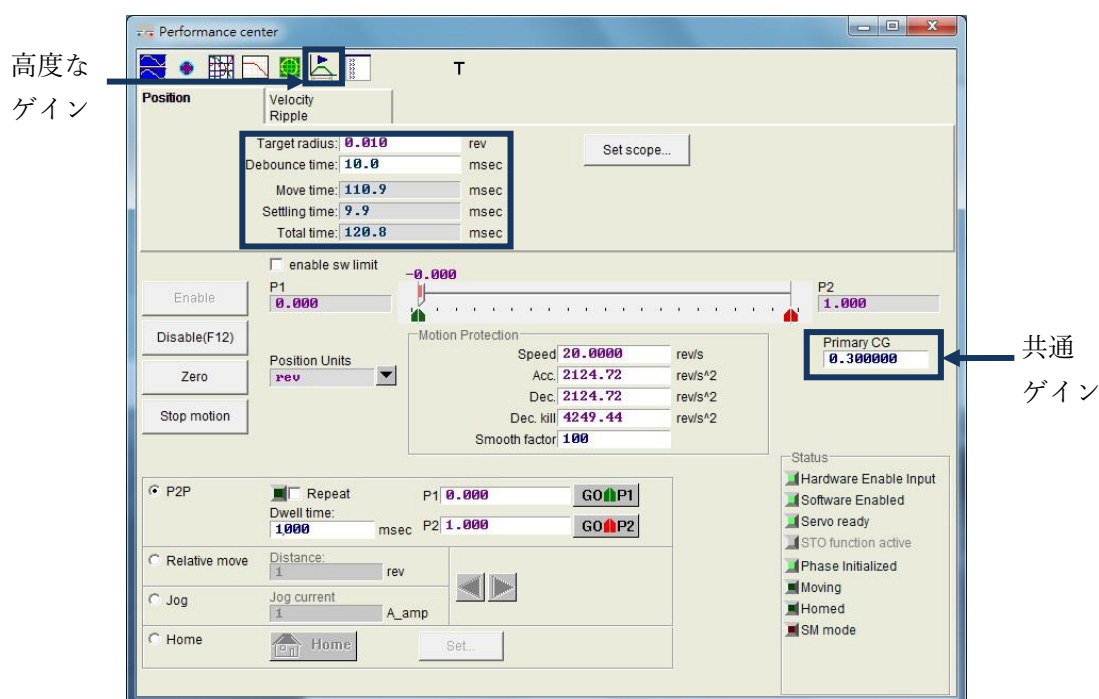 Performance center
高度な
ゲイン
T
Position
Velocity
Ripple
Target radius: 0.010 rev
Debounce time: 10.0 msec
Move time: 110.9 msec
Settling time: 9.9 msec
Total time: 120.8 msec
Set scope...
enable sw limit
-0.000
P1
0.000
P2
1.000
Enable
Disable(F12)
Zero
Stop motion
Position Units
rev
Motion Protection
Speed 20.0000 rev/s
Acc. 2124.72 rev/s^2
Dec. 2124.72 rev/s^2
Dec. kill 4249.44 rev/s^2
Smooth factor 100
Primary CG
0.300000
共通
ゲイン
P2P
Repeat
Dwell time:
1000 msec
P1 0.000 GO P1
P2 1.000 GO P2
Relative move
Distance:
1 rev
Jog
Jog current
1 A_amp
Home
Home
Set...
Status
Hardware Enable Input
Software Enabled
Servo ready
STO function active
Phase Initialized
Moving
Homed
SM mode